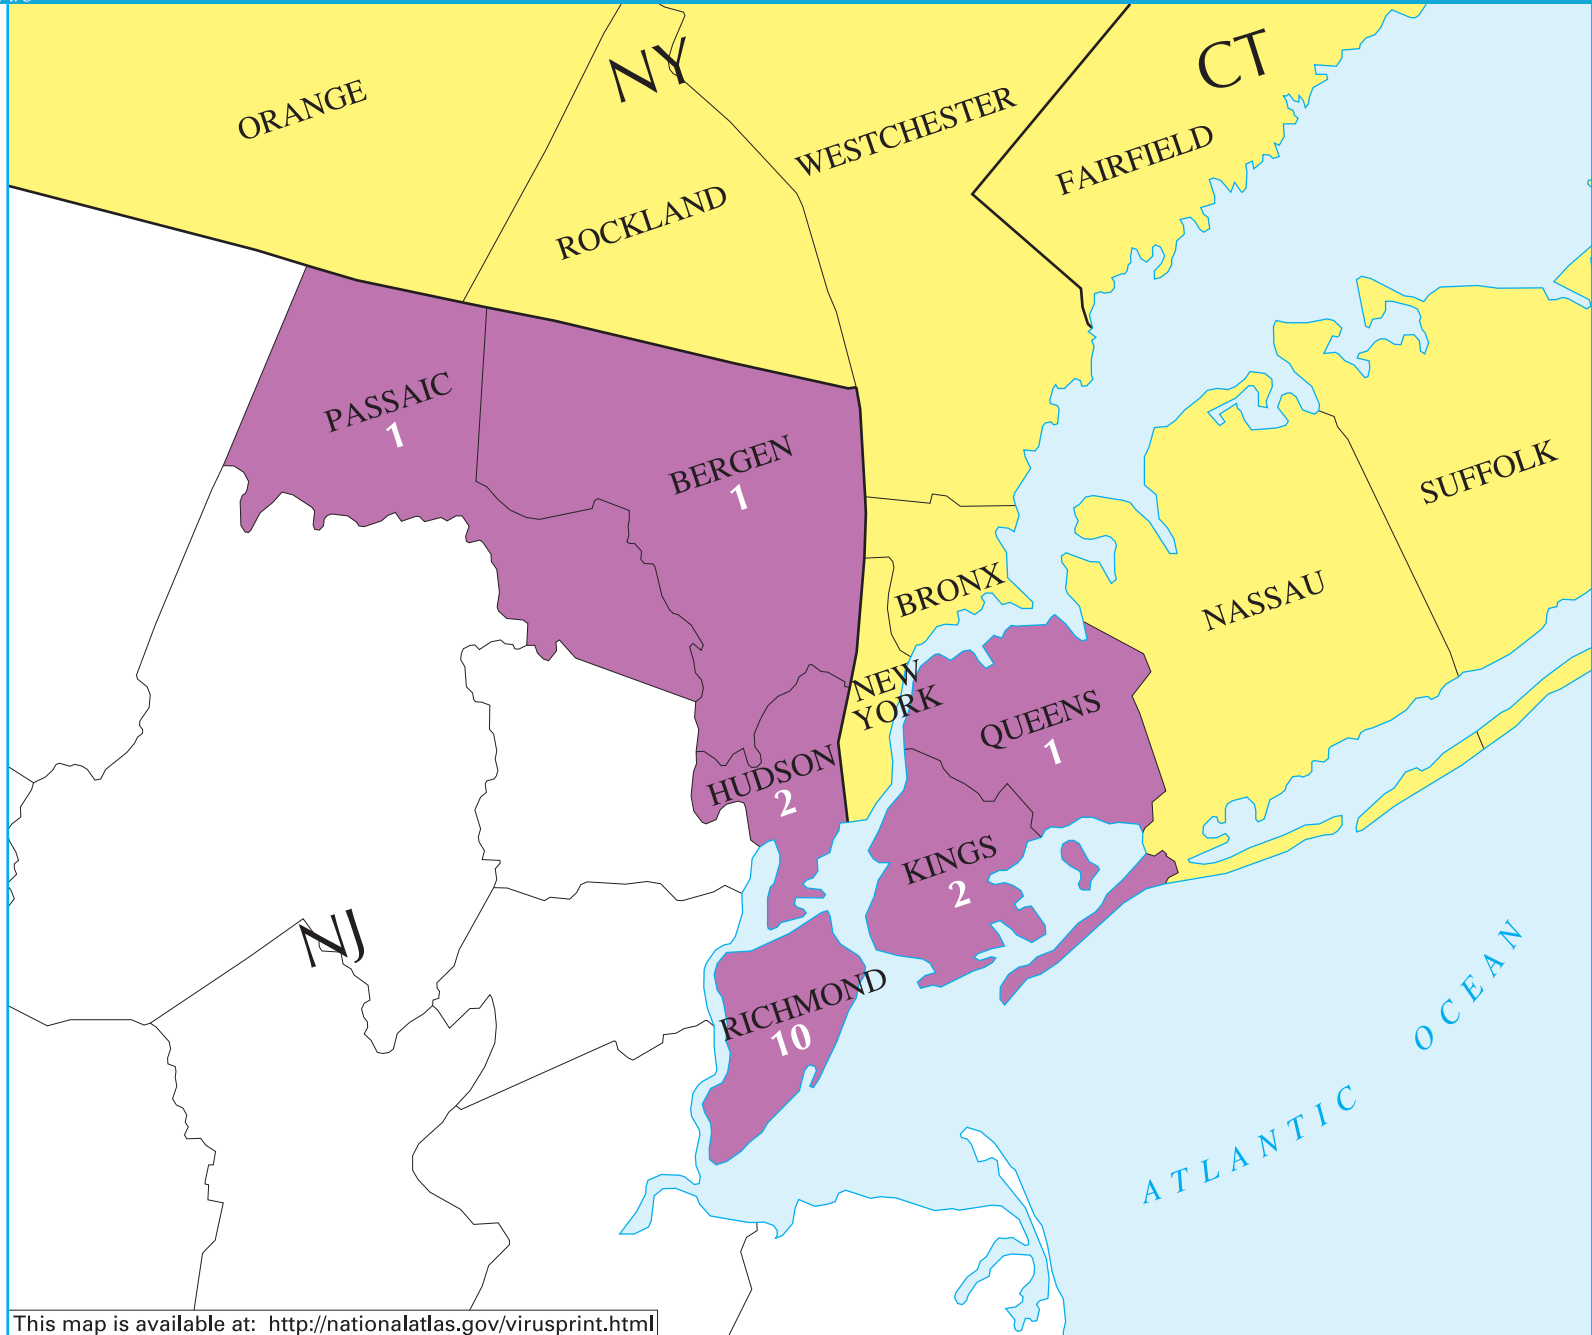 NY
CT
ORANGE
WESTCHESTER
FAIRFIELD
ROCKLAND
PASSAIC
1
BERGEN
1
SUFFOLK
BRONX
NASSAU
NEW
YORK
QUEENS
1
HUDSON
2
KINGS
2
NJ
RICHMOND
10
ATLANTIC OCEAN
This map is available at: http://nationalatlas.gov/virusprint.html